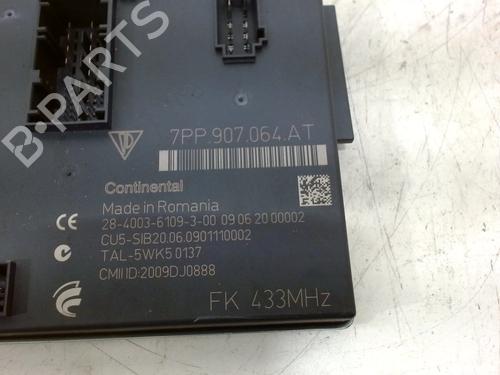 B-PARTS
7PP.907.064.AT
Continental
Made in Romania
28-4003-6109-3-00 09 06 20 00002
CU5-SIB20.06.0901110002
TAL-5WK5 0137
CMII ID:2009DJ0888
FK 433MHz